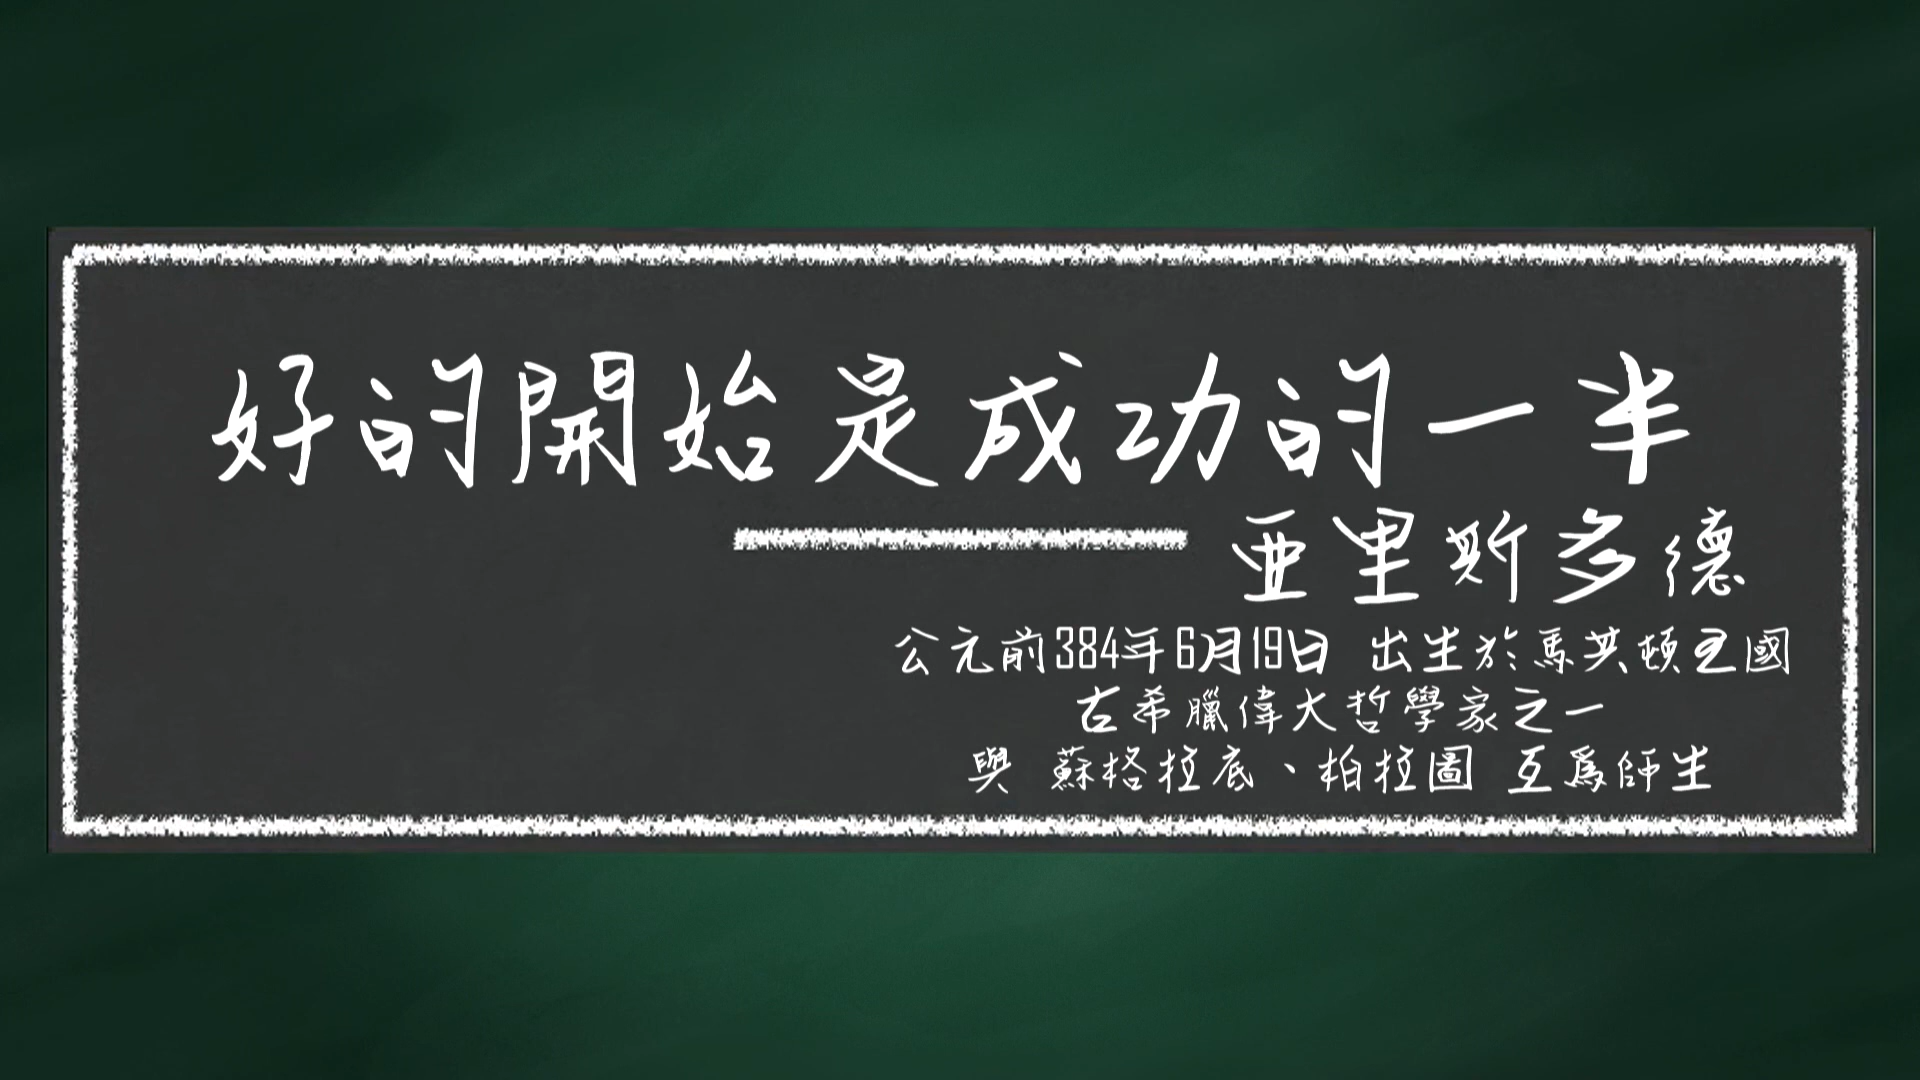 好的開始是成功的一半
亞里斯多德
公元前384年6月19日 出生於馬其頓王國
古希臘偉大哲學家之一
與 蘇格拉底、柏拉圖 互爲師生